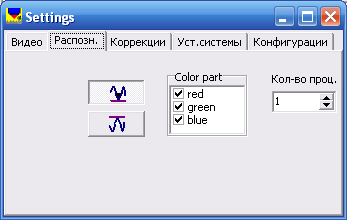 Settings
Видео Распозн. Коррекции Уст.системы Конфигурации
Color part
red
green
blue
Кол-во проц.
1